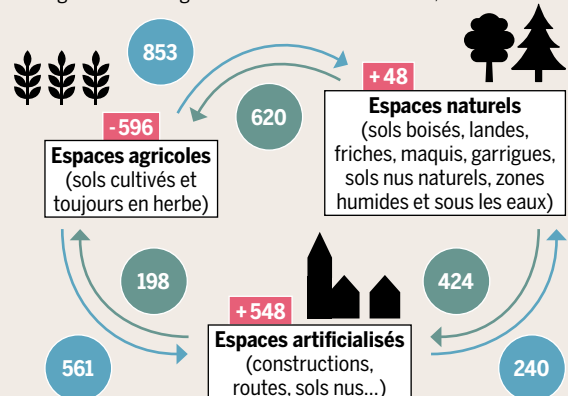 853
+ 48
620
Espaces naturels
(sols boisés, landes,
friches, maquis, garrigues,
sols nus naturels, zones
humides et sous les eaux)
- 596
Espaces agricoles
(sols cultivés et
toujours en herbe)
198
424
+ 548
Espaces artificialisés
(constructions,
routes, sols nus...)
561
240